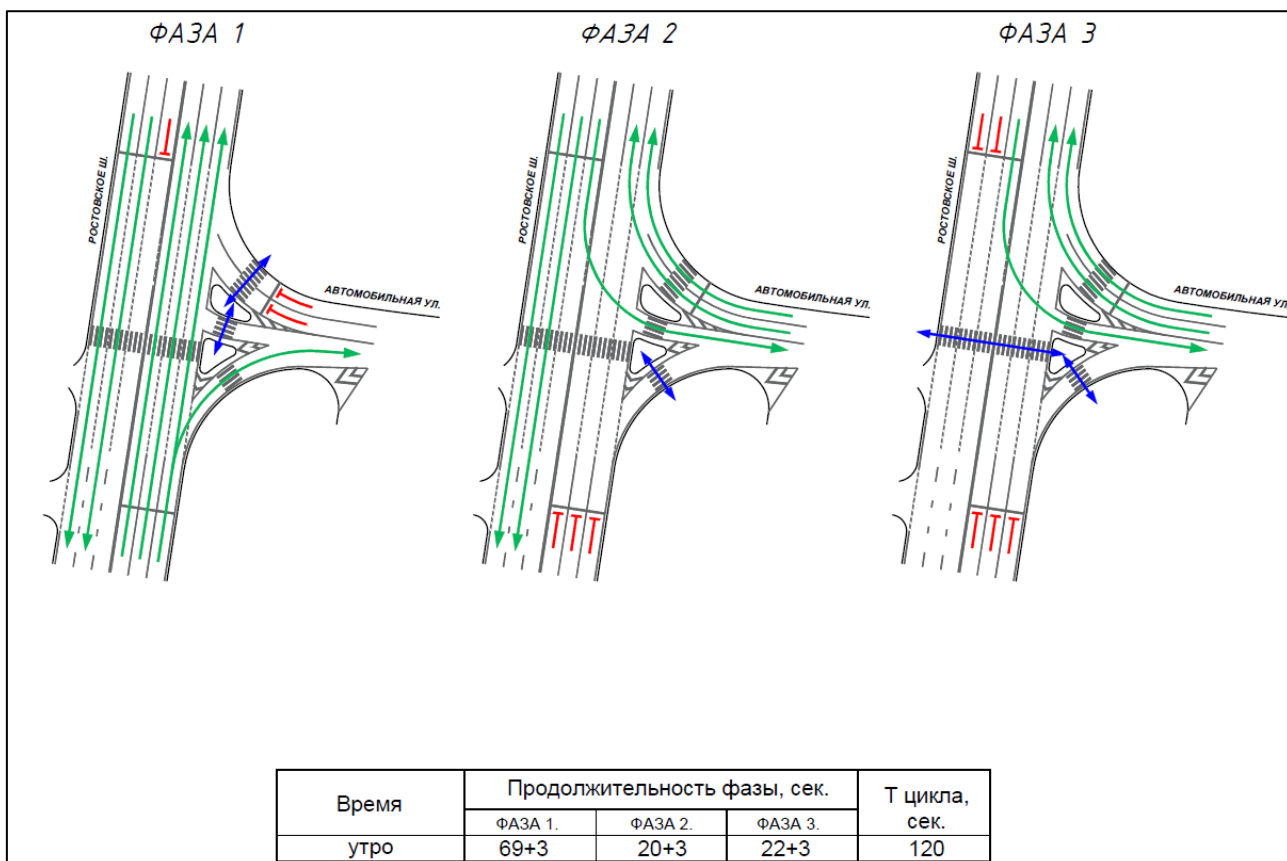 ФАЗА 1
ФАЗА 2
ФАЗА 3
РОСТОВСКОЕ Ш.
АВТОМОБИЛЬНАЯ УЛ.
РОСТОВСКОЕ Ш.
АВТОМОБИЛЬНАЯ УЛ.
РОСТОВСКОЕ Ш.
АВТОМОБИЛЬНАЯ УЛ.
Время
Продолжительность фазы, сек.
Т цикла,
сек.
ФАЗА 1.
ФАЗА 2.
ФАЗА 3.
утро
69+3
20+3
22+3
120